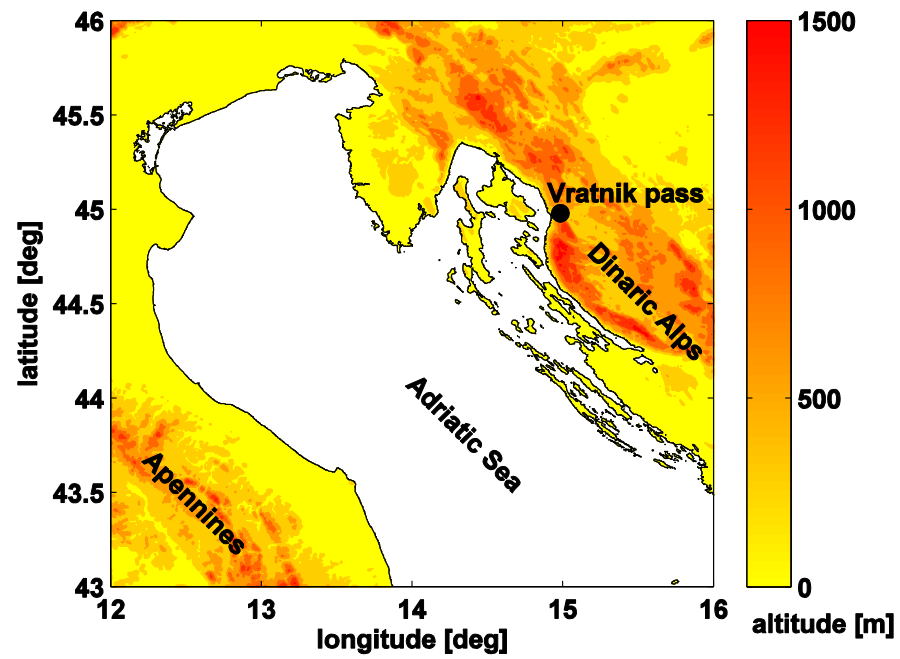 46
45.5
45
44.5
44
43.5
43
latitude [deg]
12
13
14
15
16
longitude [deg]
Vratnik pass
Dinaric Alps
Adriatic Sea
Apennines
1500
1000
500
0
altitude [m]